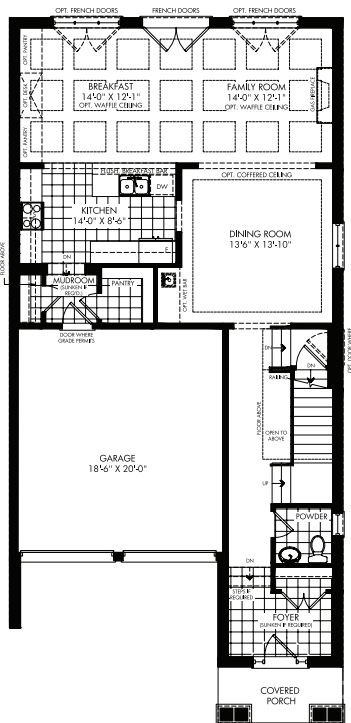 OPT. FRENCH DOORS
FRENCH DOORS
OPT. FRENCH DOORS
OPT. PANTRY
OPT. DESK
OPT. PANTRY
BREAKFAST
14'-0" X 12'-1"
OPT. WAFFLE CEILING
FAMILY ROOM
14'-0" X 12'-1"
OPT. WAFFLE CEILING
GAS FIREPLACE
FLUSH BREAKFAST BAR
DW
OPT. COFFERED CEILING
KITCHEN
14'-0" X 8'-6"
F
DINING ROOM
13'6" X 13'-10"
FLOOR ABOVE
DN
MUDROOM
(SUNKEN IF
REQ'D.)
PANTRY
OPT. WET BAR
DOOR WHERE
GRADE PERMITS
DN
DN
RAILING
FLOOR ABOVE
OPEN TO
ABOVE
UP
GARAGE
18'-6" X 20'-0"
POWDER
DN
STEPS IF
REQUIRED
FOYER
(SUNKEN IF REQUIRED)
COVERED
PORCH